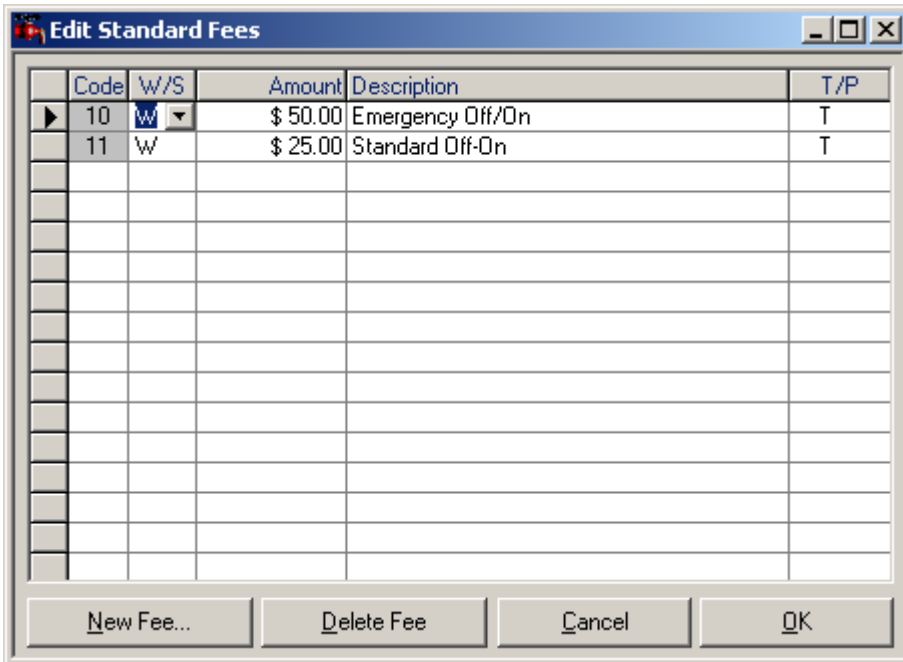 Edit Standard Fees
Code W/S Amount Description T/P
10 W $ 50.00 Emergency Off/On T
11 W $ 25.00 Standard Off-On T
New Fee... Delete Fee Cancel OK